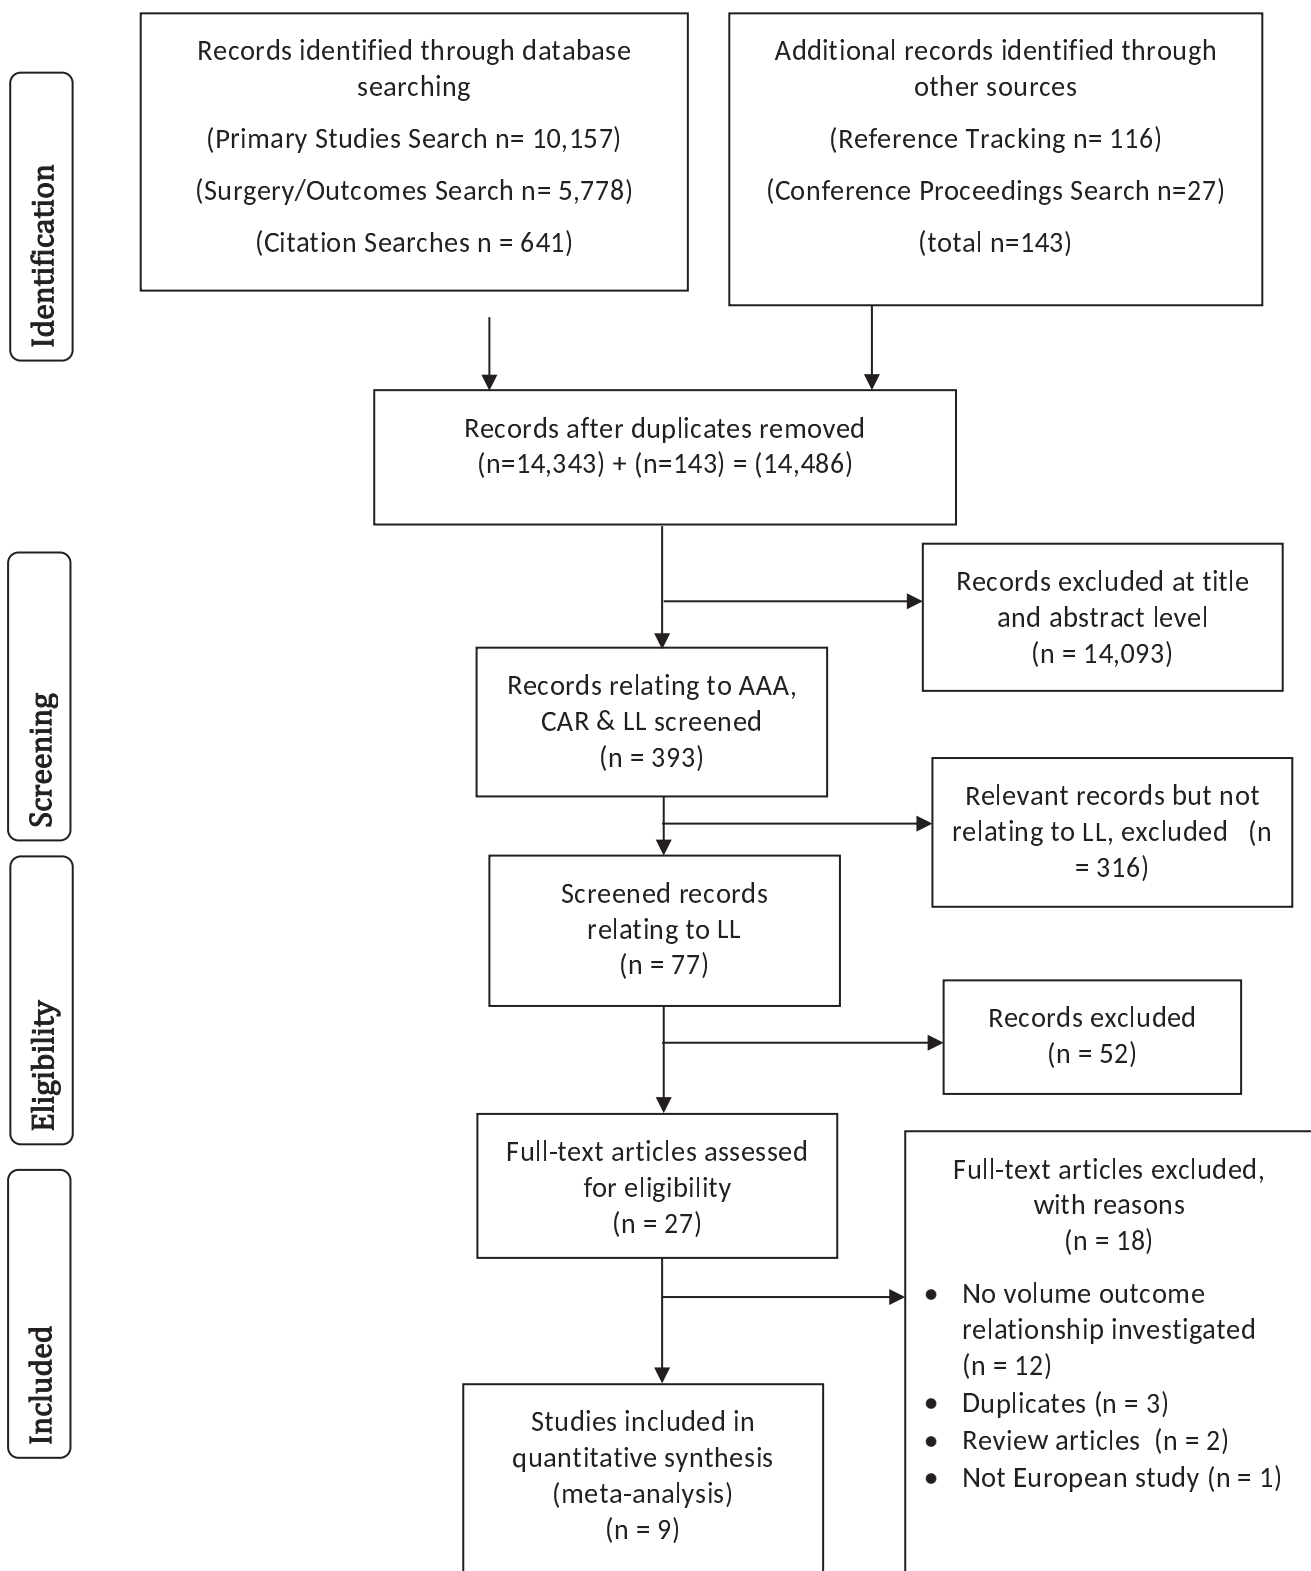 Identification
Records identified through database
searching
(Primary Studies Search n= 10,157)
(Surgery/Outcomes Search n= 5,778)
(Citation Searches n = 641)
Additional records identified through
other sources
(Reference Tracking n= 116)
(Conference Proceedings Search n=27)
(total n=143)
Records after duplicates removed
(n=14,343) + (n=143) = (14,486)
Screening
Records excluded at title
and abstract level
(n = 14,093)
Records relating to AAA,
CAR & LL screened
(n = 393)
Relevant records but not
relating to LL, excluded (n
= 316)
Eligibility
Screened records
relating to LL
(n = 77)
Records excluded
(n = 52)
Full-text articles assessed
for eligibility
(n = 27)
Included
Full-text articles excluded,
with reasons
(n = 18)
• No volume outcome
relationship investigated
(n = 12)
• Duplicates (n = 3)
• Review articles (n = 2)
• Not European study (n = 1)
Studies included in
quantitative synthesis
(meta-analysis)
(n = 9)